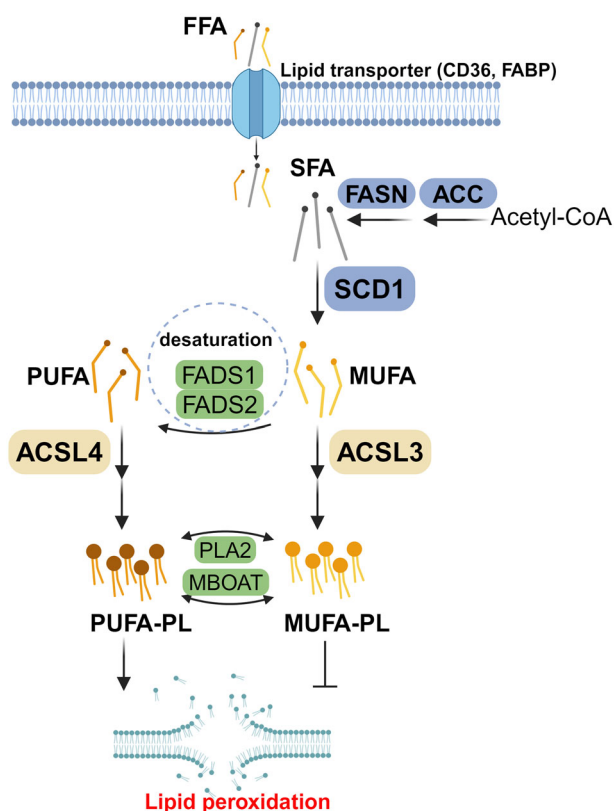 FFA
Lipid transporter (CD36, FABP)
SFA
FASN
ACC
Acetyl-CoA
SCD1
desaturation
PUFA
FADS1
MUFA
FADS2
ACSL4
ACSL3
PLA2
MBOAT
PUFA-PL
MUFA-PL
Lipid peroxidation